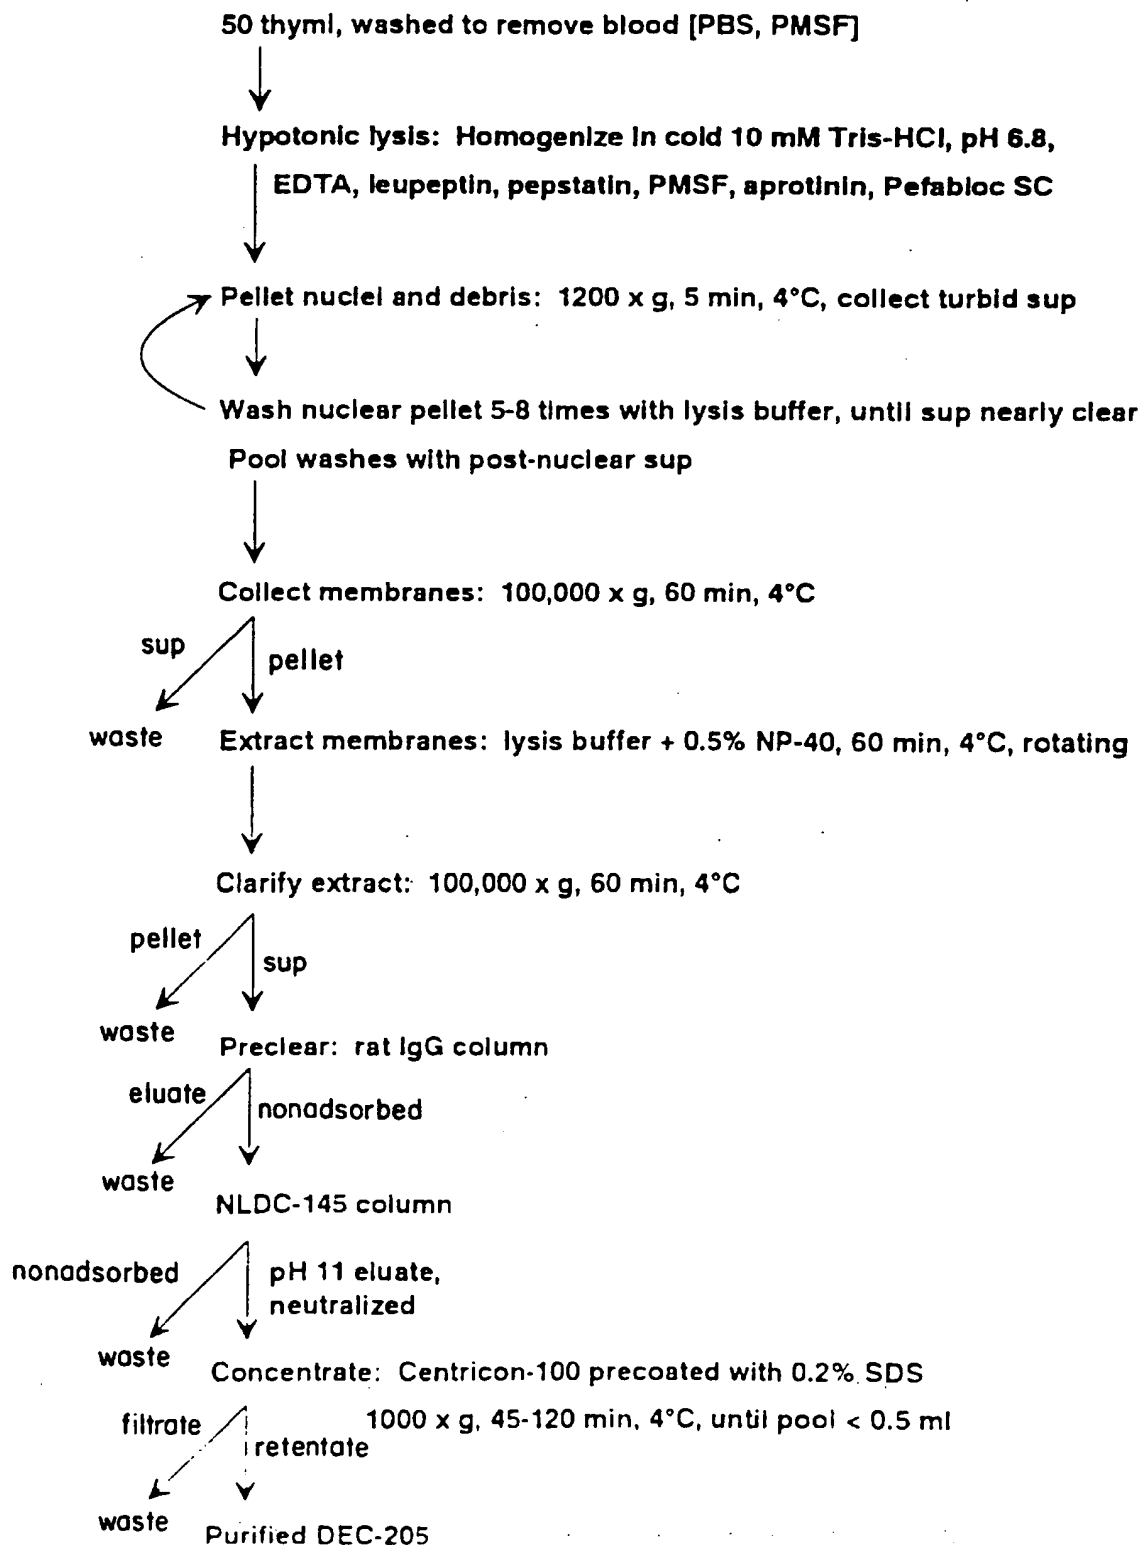 50 thymi, washed to remove blood [PBS, PMSF]
Hypotonic lysis: Homogenize in cold 10 mM Tris-HCl, pH 6.8,
EDTA, leupeptin, pepstatin, PMSF, aprotinin, Pefabloc SC
Pellet nuclei and debris: 1200 x g, 5 min, 4°C, collect turbid sup
Wash nuclear pellet 5-8 times with lysis buffer, until sup nearly clear
Pool washes with post-nuclear sup
Collect membranes: 100,000 x g, 60 min, 4°C
sup
pellet
waste
Extract membranes: lysis buffer + 0.5% NP-40, 60 min, 4°C, rotating
Clarify extract: 100,000 x g, 60 min, 4°C
pellet
sup
waste
Preclear: rat IgG column
eluate
nonadsorbed
waste
NLDC-145 column
nonadsorbed
pH 11 eluate,
neutralized
waste
Concentrate: Centricon-100 precoated with 0.2% SDS
1000 x g, 45-120 min, 4°C, until pool < 0.5 ml
filtrate
retentate
waste
Purified DEC-205